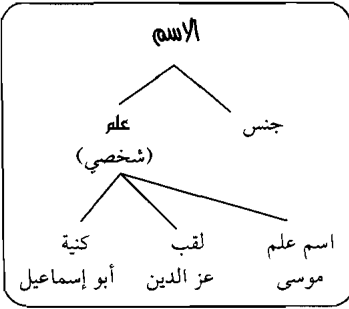 الاسم
جنس علم
(شخصي)
اسم علم لقب كنية
موسى عز الدين أبو إسماعيل